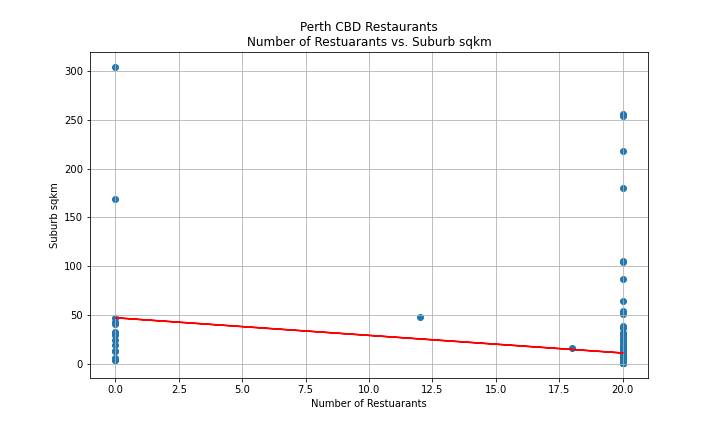 Perth CBD Restaurants
Number of Restuarants vs. Suburb sqkm
300
250
200
150
100
50
0
Suburb sqkm
0.0 2.5 5.0 7.5 10.0 12.5 15.0 17.5 20.0
Number of Restuarants